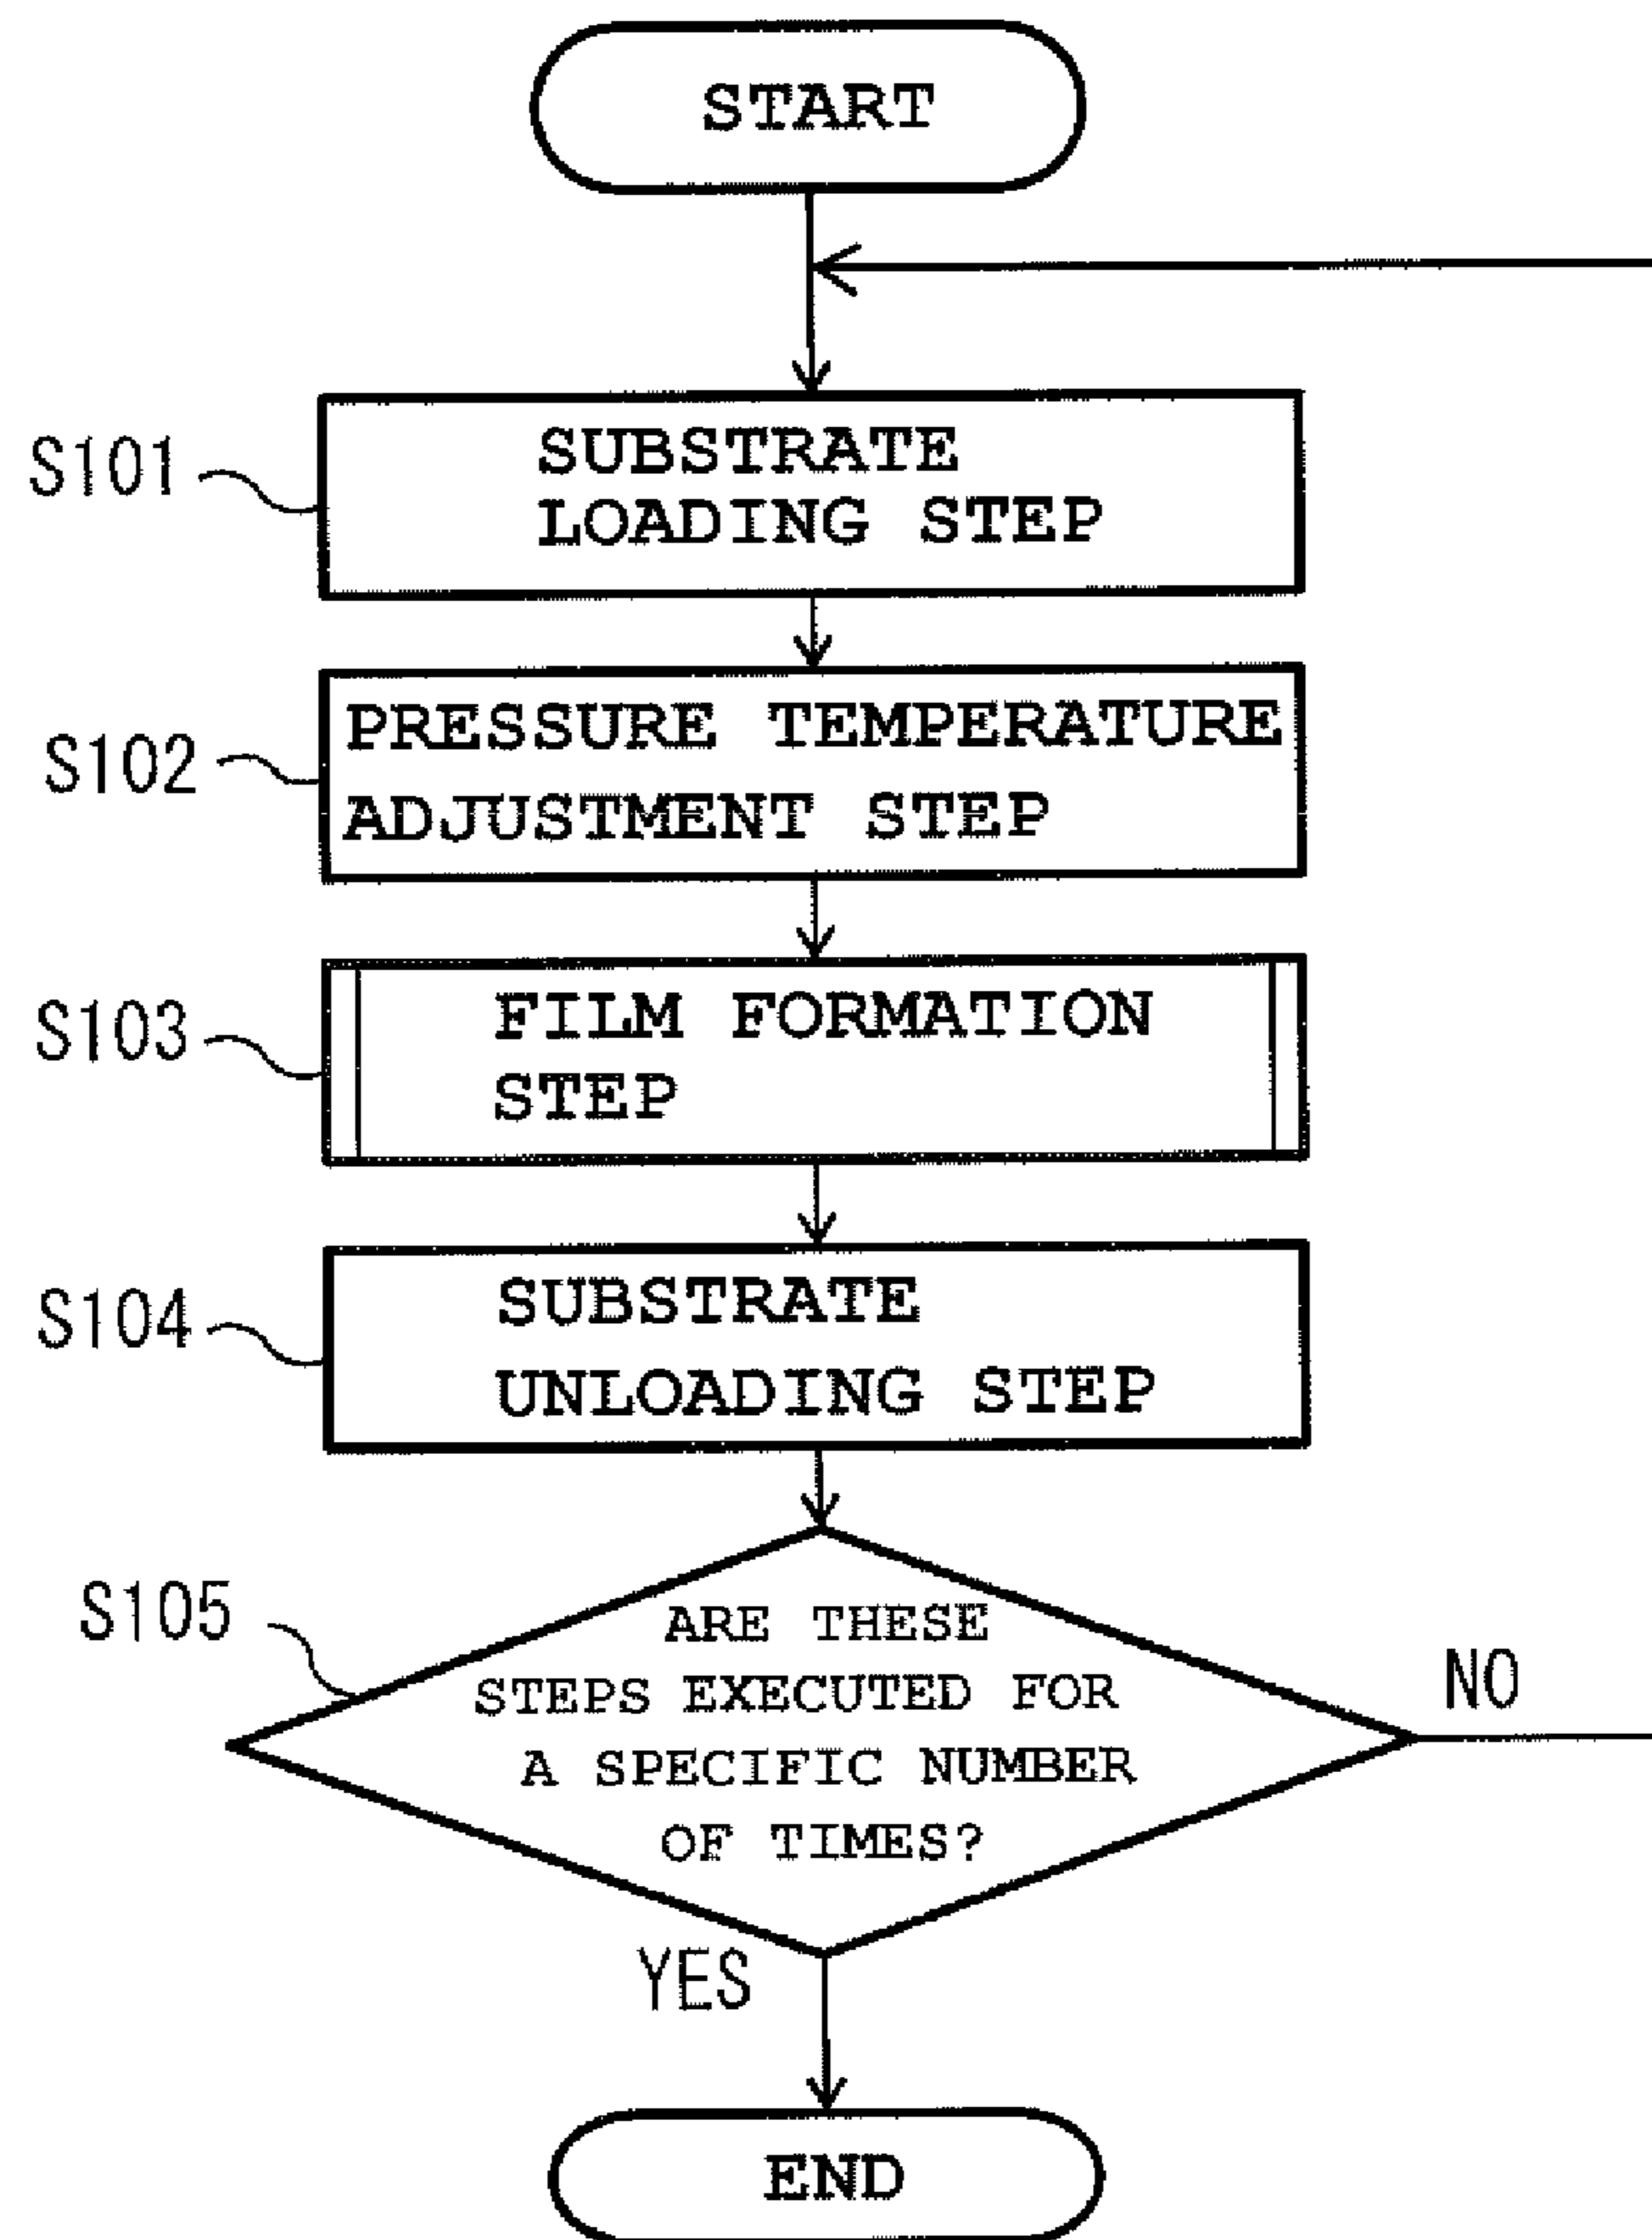 START
S101
SUBSTRATE
LOADING STEP
S102
PRESSURE TEMPERATURE
ADJUSTMENT STEP
S103
FILM FORMATION
STEP
S104
SUBSTRATE
UNLOADING STEP
S105
ARE THESE
STEPS EXECUTED FOR
A SPECIFIC NUMBER
OF TIMES?
NO
YES
END